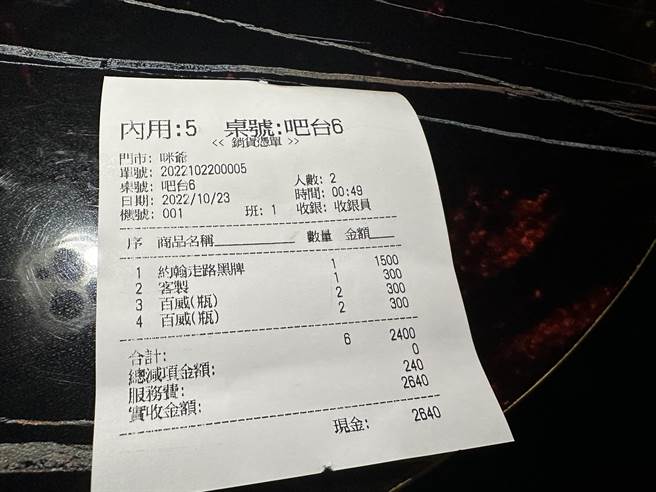 內用:5 桌號:吧台6
<< 銷貨憑單 >>
門市: 咪爺
單號: 2022102200005
桌號: 吧台6 人數: 2
日期: 2022/10/23 時間: 00:49
機號: 001 班: 1 收銀: 收銀員
序 商品名稱 數量 金額
1 約翰走路黑牌 1 1500
2 客製 1 300
3 百威(瓶) 2 300
4 百威(瓶) 2 300
合計: 6 2400
總減項金額: 0
服務費: 240
實收金額: 2640
現金: 2640